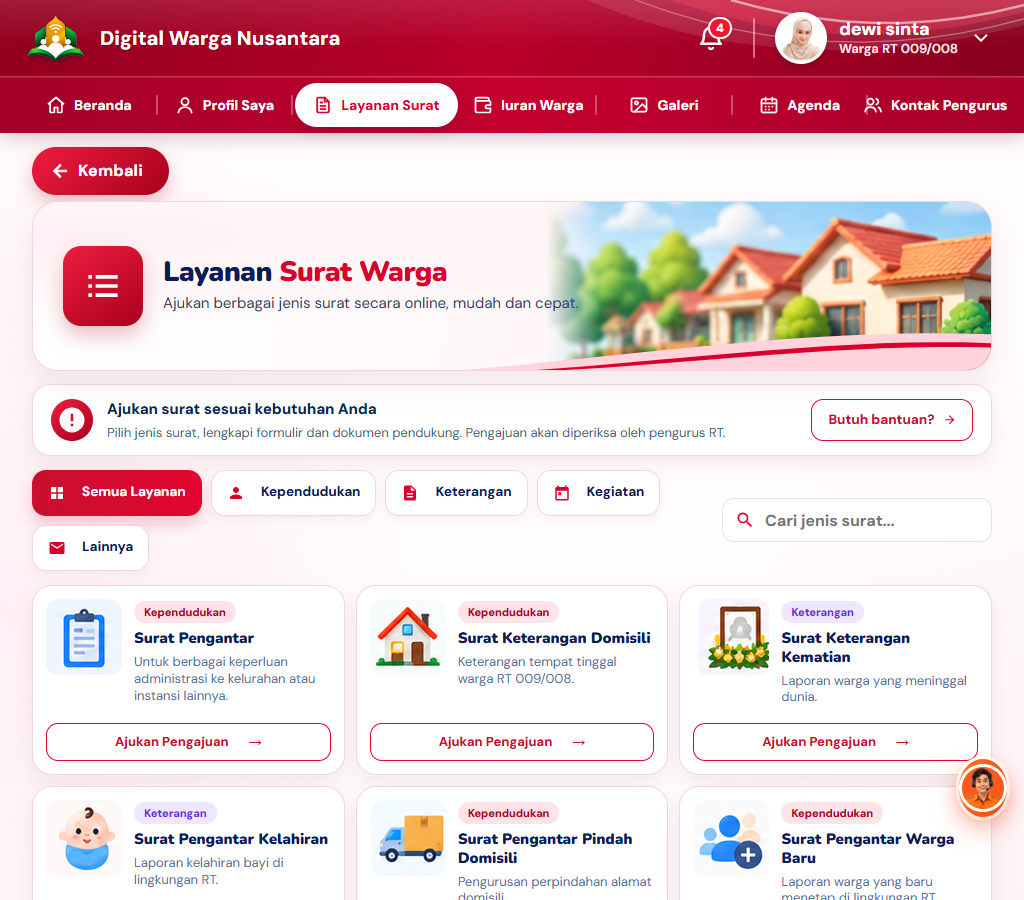 Digital Warga Nusantara
4
dewi sinta
Warga RT 009/008
Beranda
Profil Saya
Layanan Surat
Iuran Warga
Galeri
Agenda
Kontak Pengurus
Kembali
Layanan Surat Warga
Ajukan berbagai jenis surat secara online, mudah dan cepat.
Ajukan surat sesuai kebutuhan Anda
Pilih jenis surat, lengkapi formulir dan dokumen pendukung. Pengajuan akan diperiksa oleh pengurus RT.
Butuh bantuan? →
Semua Layanan
Kependudukan
Keterangan
Kegiatan
Lainnya
Cari jenis surat...
Kependudukan
Surat Pengantar
Untuk berbagai keperluan
administrasi ke kelurahan atau
instansi lainnya.
Ajukan Pengajuan →
Kependudukan
Surat Keterangan Domisili
Keterangan tempat tinggal
warga RT 009/008.
Ajukan Pengajuan →
Keterangan
Surat Keterangan
Kematian
Laporan warga yang meninggal
dunia.
Ajukan Pengajuan →
Keterangan
Surat Pengantar Kelahiran
Laporan kelahiran bayi di
lingkungan RT.
Kependudukan
Surat Pengantar Pindah
Domisili
Pengurusan perpindahan alamat
domisili.
Kependudukan
Surat Pengantar Warga
Baru
Laporan warga yang baru
menetap di lingkungan RT.